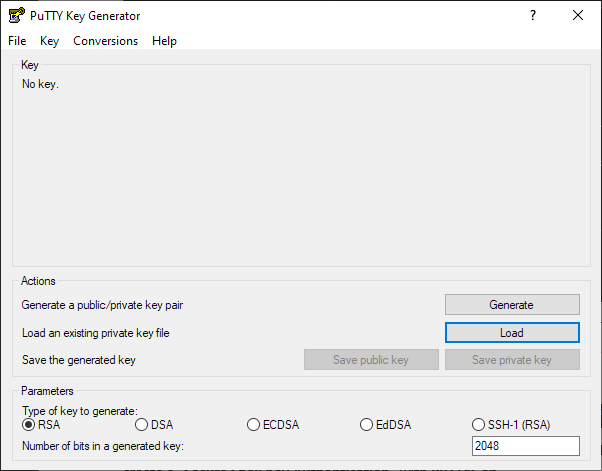 PuTTY Key Generator ?
File Key Conversions Help
Key
No key.
Actions
Generate a public/private key pair Generate
Load an existing private key file Load
Save the generated key Save public key Save private key
Parameters
Type of key to generate:
RSA DSA ECDSA EdDSA SSH-1 (RSA)
Number of bits in a generated key: 2048